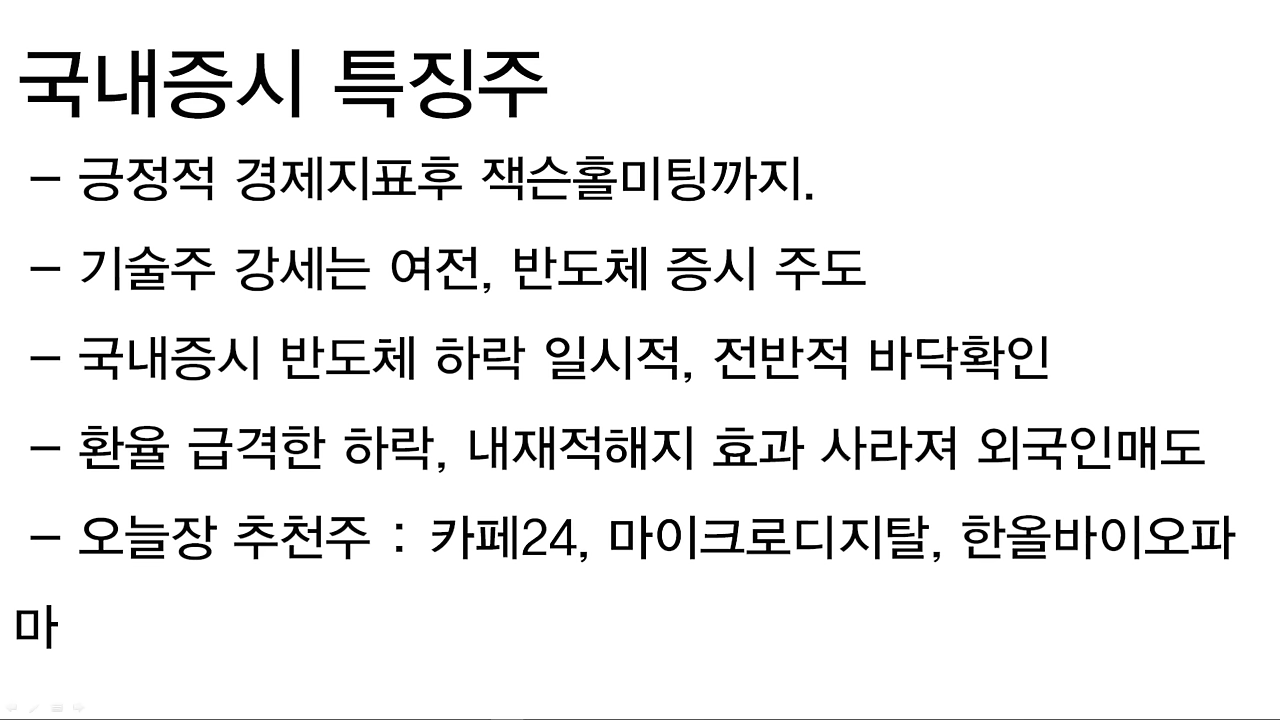 국내증시 특징주
- 긍정적 경제지표후 잭슨홀미팅까지.
- 기술주 강세는 여전, 반도체 증시 주도
- 국내증시 반도체 하락 일시적, 전반적 바닥확인
- 환율 급격한 하락, 내재적해지 효과 사라져 외국인매도
- 오늘장 추천주 : 카페24, 마이크로디지탈, 한올바이오파
마